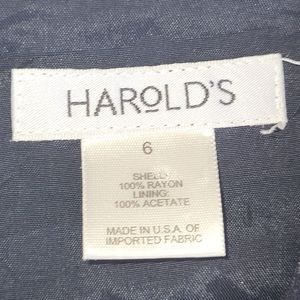 HAROLD'S
6
SHELL:
100% RAYON
LINING:
100% ACETATE
MADE IN U.S.A. OF
IMPORTED FABRIC